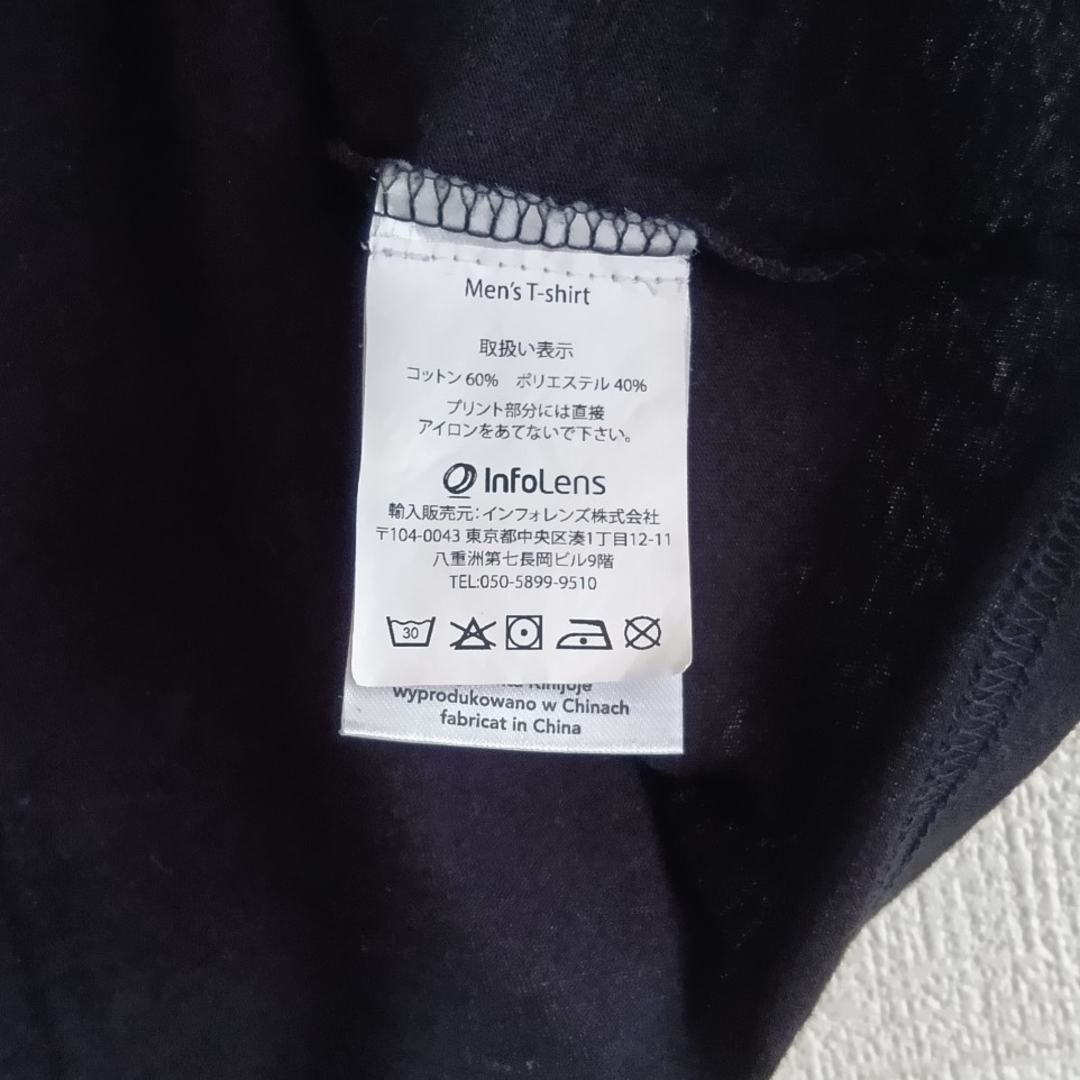 Men's T-shirt
取扱い表示
コットン 60%　ポリエステル 40%
プリント部分には直接
アイロンをあてないで下さい。
InfoLens
輸入販売元：インフォレンズ株式会社
〒104-0043 東京都中央区湊1丁目12-11
八重洲第七長岡ビル9階
TEL:050-5899-9510
30
Kinijoje
wyprodukowano w Chinach
fabricat in China